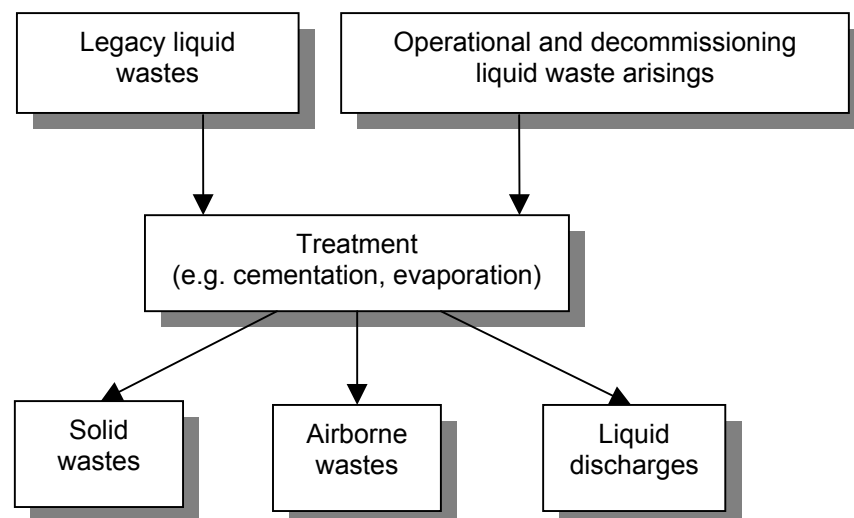 Legacy liquid
wastes
Operational and decommissioning
liquid waste arisings
Treatment
(e.g. cementation, evaporation)
Solid
wastes
Airborne
wastes
Liquid
discharges